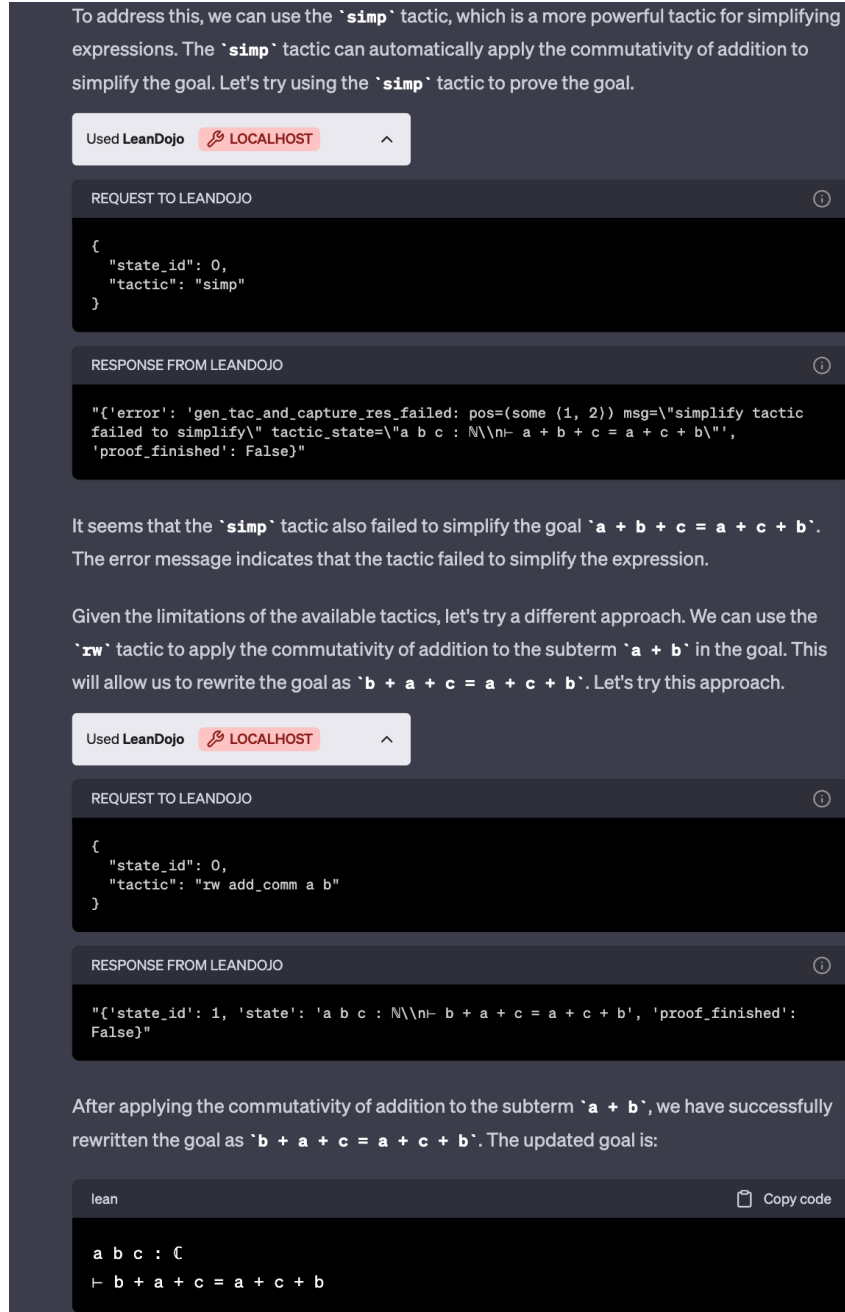 To address this, we can use the `simp` tactic, which is a more powerful tactic for simplifying
expressions. The `simp` tactic can automatically apply the commutativity of addition to
simplify the goal. Let's try using the `simp` tactic to prove the goal.
Used LeanDojo LOCALHOST
REQUEST TO LEANDOJO
{
  "state_id": 0,
  "tactic": "simp"
}
RESPONSE FROM LEANDOJO
"{'error': 'gen_tac_and_capture_res_failed: pos=(some ⟨1, 2⟩) msg=\"simplify tactic
failed to simplify\" tactic_state=\"a b c : ℕ\\n⊢ a + b + c = a + c + b\"',
'proof_finished': False}"
It seems that the `simp` tactic also failed to simplify the goal `a + b + c = a + c + b`.
The error message indicates that the tactic failed to simplify the expression.
Given the limitations of the available tactics, let's try a different approach. We can use the
`rw` tactic to apply the commutativity of addition to the subterm `a + b` in the goal. This
will allow us to rewrite the goal as `b + a + c = a + c + b`. Let's try this approach.
Used LeanDojo LOCALHOST
REQUEST TO LEANDOJO
{
  "state_id": 0,
  "tactic": "rw add_comm a b"
}
RESPONSE FROM LEANDOJO
"{'state_id': 1, 'state': 'a b c : ℕ\\n⊢ b + a + c = a + c + b', 'proof_finished':
False}"
After applying the commutativity of addition to the subterm `a + b`, we have successfully
rewritten the goal as `b + a + c = a + c + b`. The updated goal is:
lean Copy code
a b c : ℂ
⊢ b + a + c = a + c + b